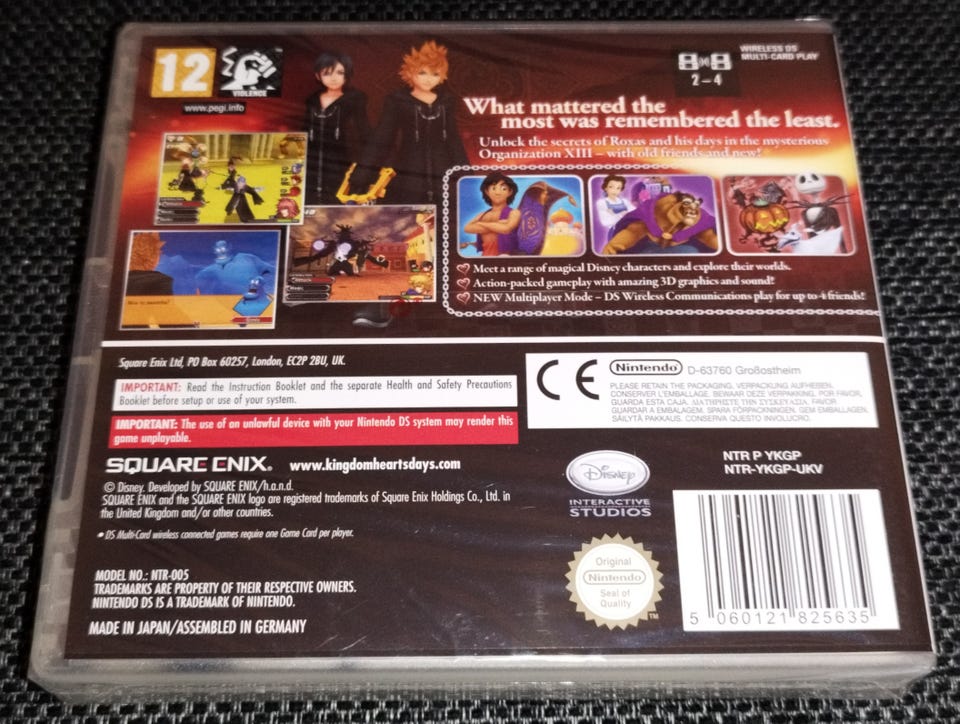 12
VIOLENCE
www.pegi.info
2-4
WIRELESS DS
MULTI-CARD PLAY
What mattered the
most was remembered the least.
Unlock the secrets of Roxas and his days in the mysterious
Organization XIII – with old friends and new!
Meet a range of magical Disney characters and explore their worlds.
Action-packed gameplay with amazing 3D graphics and sound!
NEW Multiplayer Mode – DS Wireless Communications play for up to 4 friends!
Square Enix Ltd, PO Box 60257, London, EC2P 2BU, UK.
IMPORTANT: Read the Instruction Booklet and the separate Health and Safety Precautions
Booklet before setup or use of your system.
IMPORTANT: The use of an unlawful device with your Nintendo DS system may render this
game unplayable.
CE
Nintendo D-63760 Großostheim
PLEASE RETAIN THE PACKAGING. VERPACKUNG AUFHEBEN.
CONSERVER L'EMBALLAGE. BEWAAR DEZE VERPAKKING. POR FAVOR,
GUARDA ESTA CAJA. ΔΙΑΤΗΡΗΣΤΕ ΤΗΝ ΣΥΣΚΕΥΑΣΙΑ. FAVOR
GUARDAR A EMBALAGEM. SPARA FÖRPACKNINGEN. GEM EMBALLAGEN.
SÄILYTÄ PAKKAUS. CONSERVA QUESTO INVOLUCRO.
SQUARE ENIX. www.kingdomheartsdays.com
© Disney. Developed by SQUARE ENIX/h.a.n.d.
SQUARE ENIX and the SQUARE ENIX logo are registered trademarks of Square Enix Holdings Co., Ltd. in
the United Kingdom and/or other countries.
• DS Multi-Card wireless connected games require one Game Card per player.
Disney
INTERACTIVE
STUDIOS
NTR P YKGP
NTR-YKGP-UKV
Original
Nintendo
Seal of
Quality
TM
MODEL NO.: NTR-005
TRADEMARKS ARE PROPERTY OF THEIR RESPECTIVE OWNERS.
NINTENDO DS IS A TRADEMARK OF NINTENDO.
MADE IN JAPAN/ASSEMBLED IN GERMANY
5 060121 825635